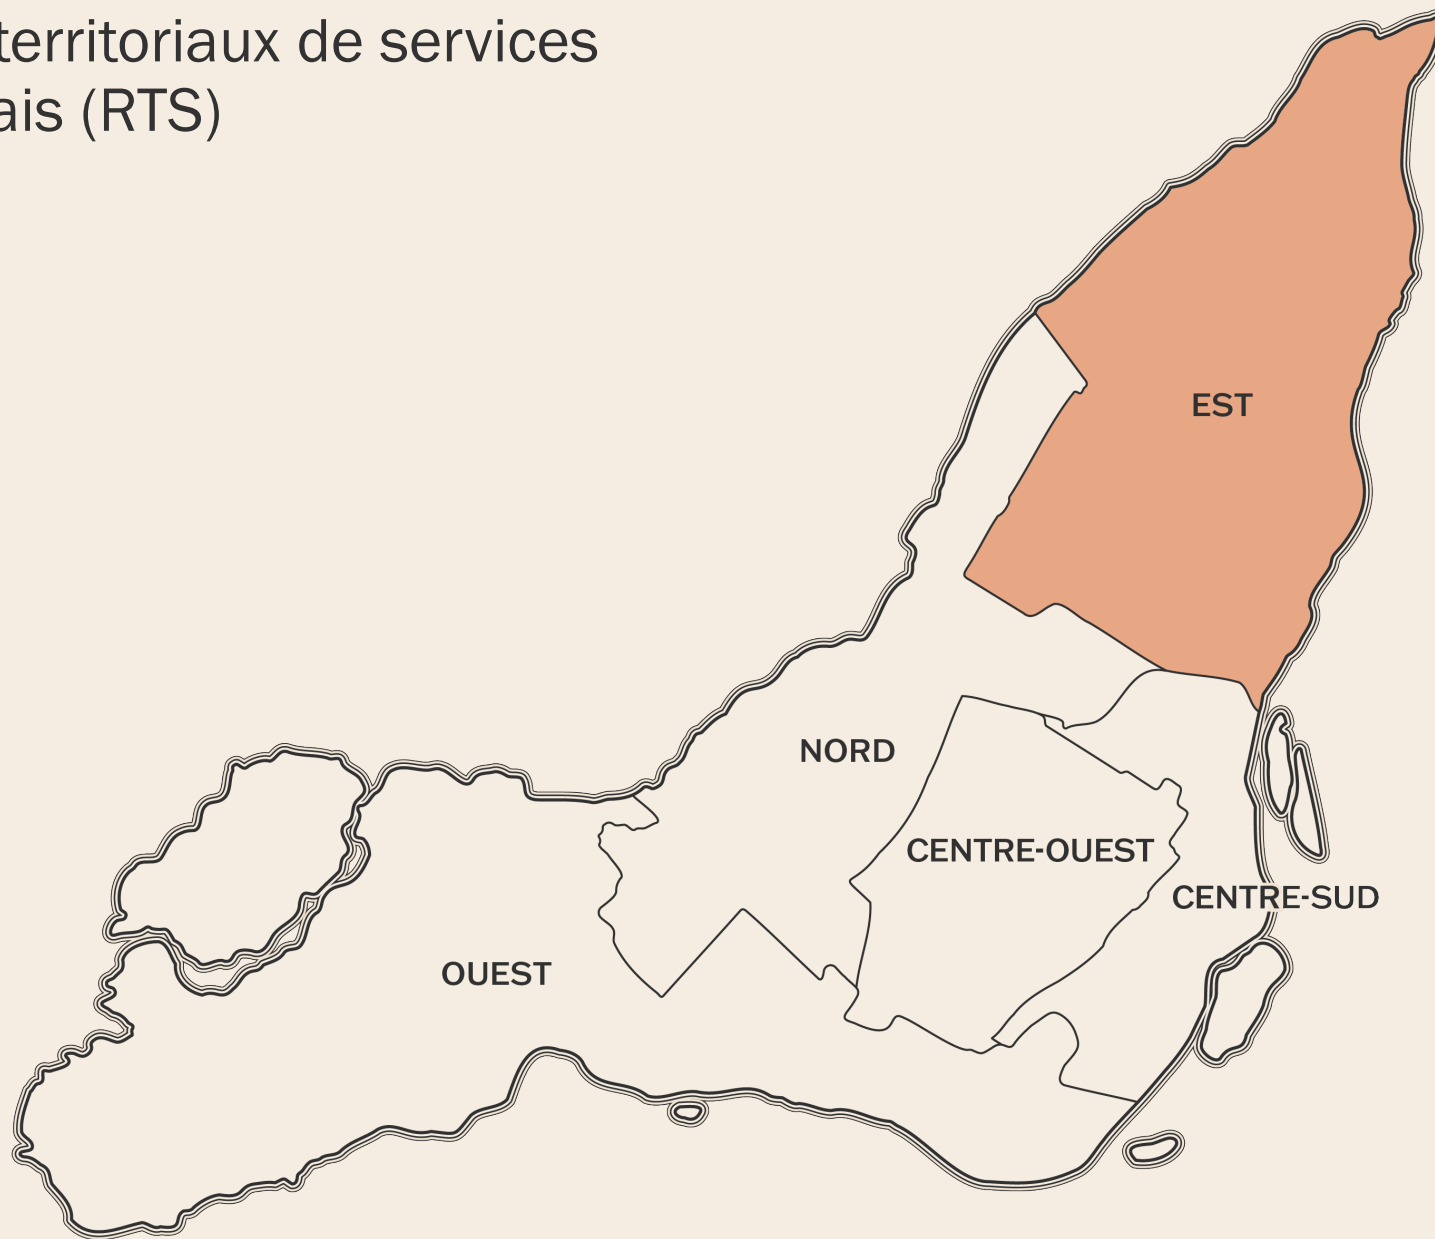 territoriaux de services
ais (RTS)
EST
NORD
CENTRE-OUEST
CENTRE-SUD
OUEST